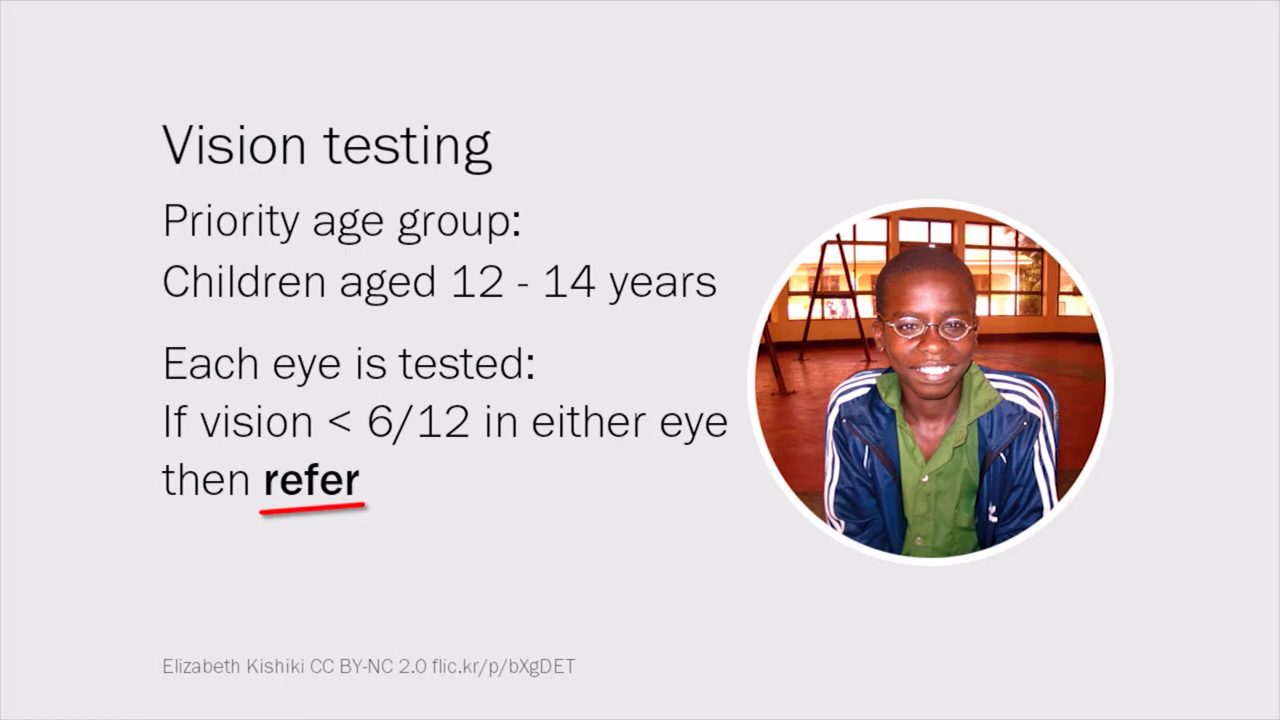 Vision testing
Priority age group:
Children aged 12 - 14 years
Each eye is tested:
If vision < 6/12 in either eye
then refer
Elizabeth Kishiki CC BY-NC 2.0 flic.kr/p/bXgDET